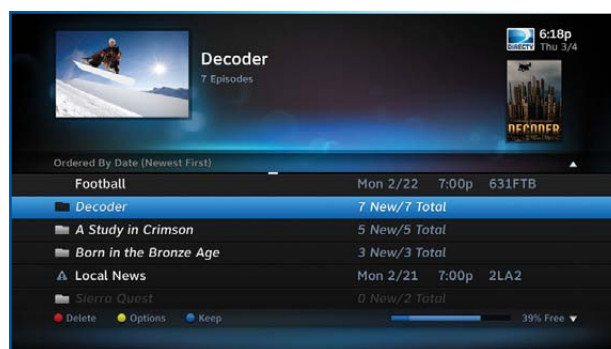 Decoder
7 Episodes
DIRECTV
6:18p
Thu 3/4
DECODER
Ordered By Date (Newest First)
Football Mon 2/22 7:00p 631FTB
Decoder 7 New/7 Total
A Study in Crimson 5 New/5 Total
Born in the Bronze Age 3 New/3 Total
Local News Mon 2/21 7:00p 2LA2
Sierra Quest 0 New/2 Total
Delete Options Keep 39% Free